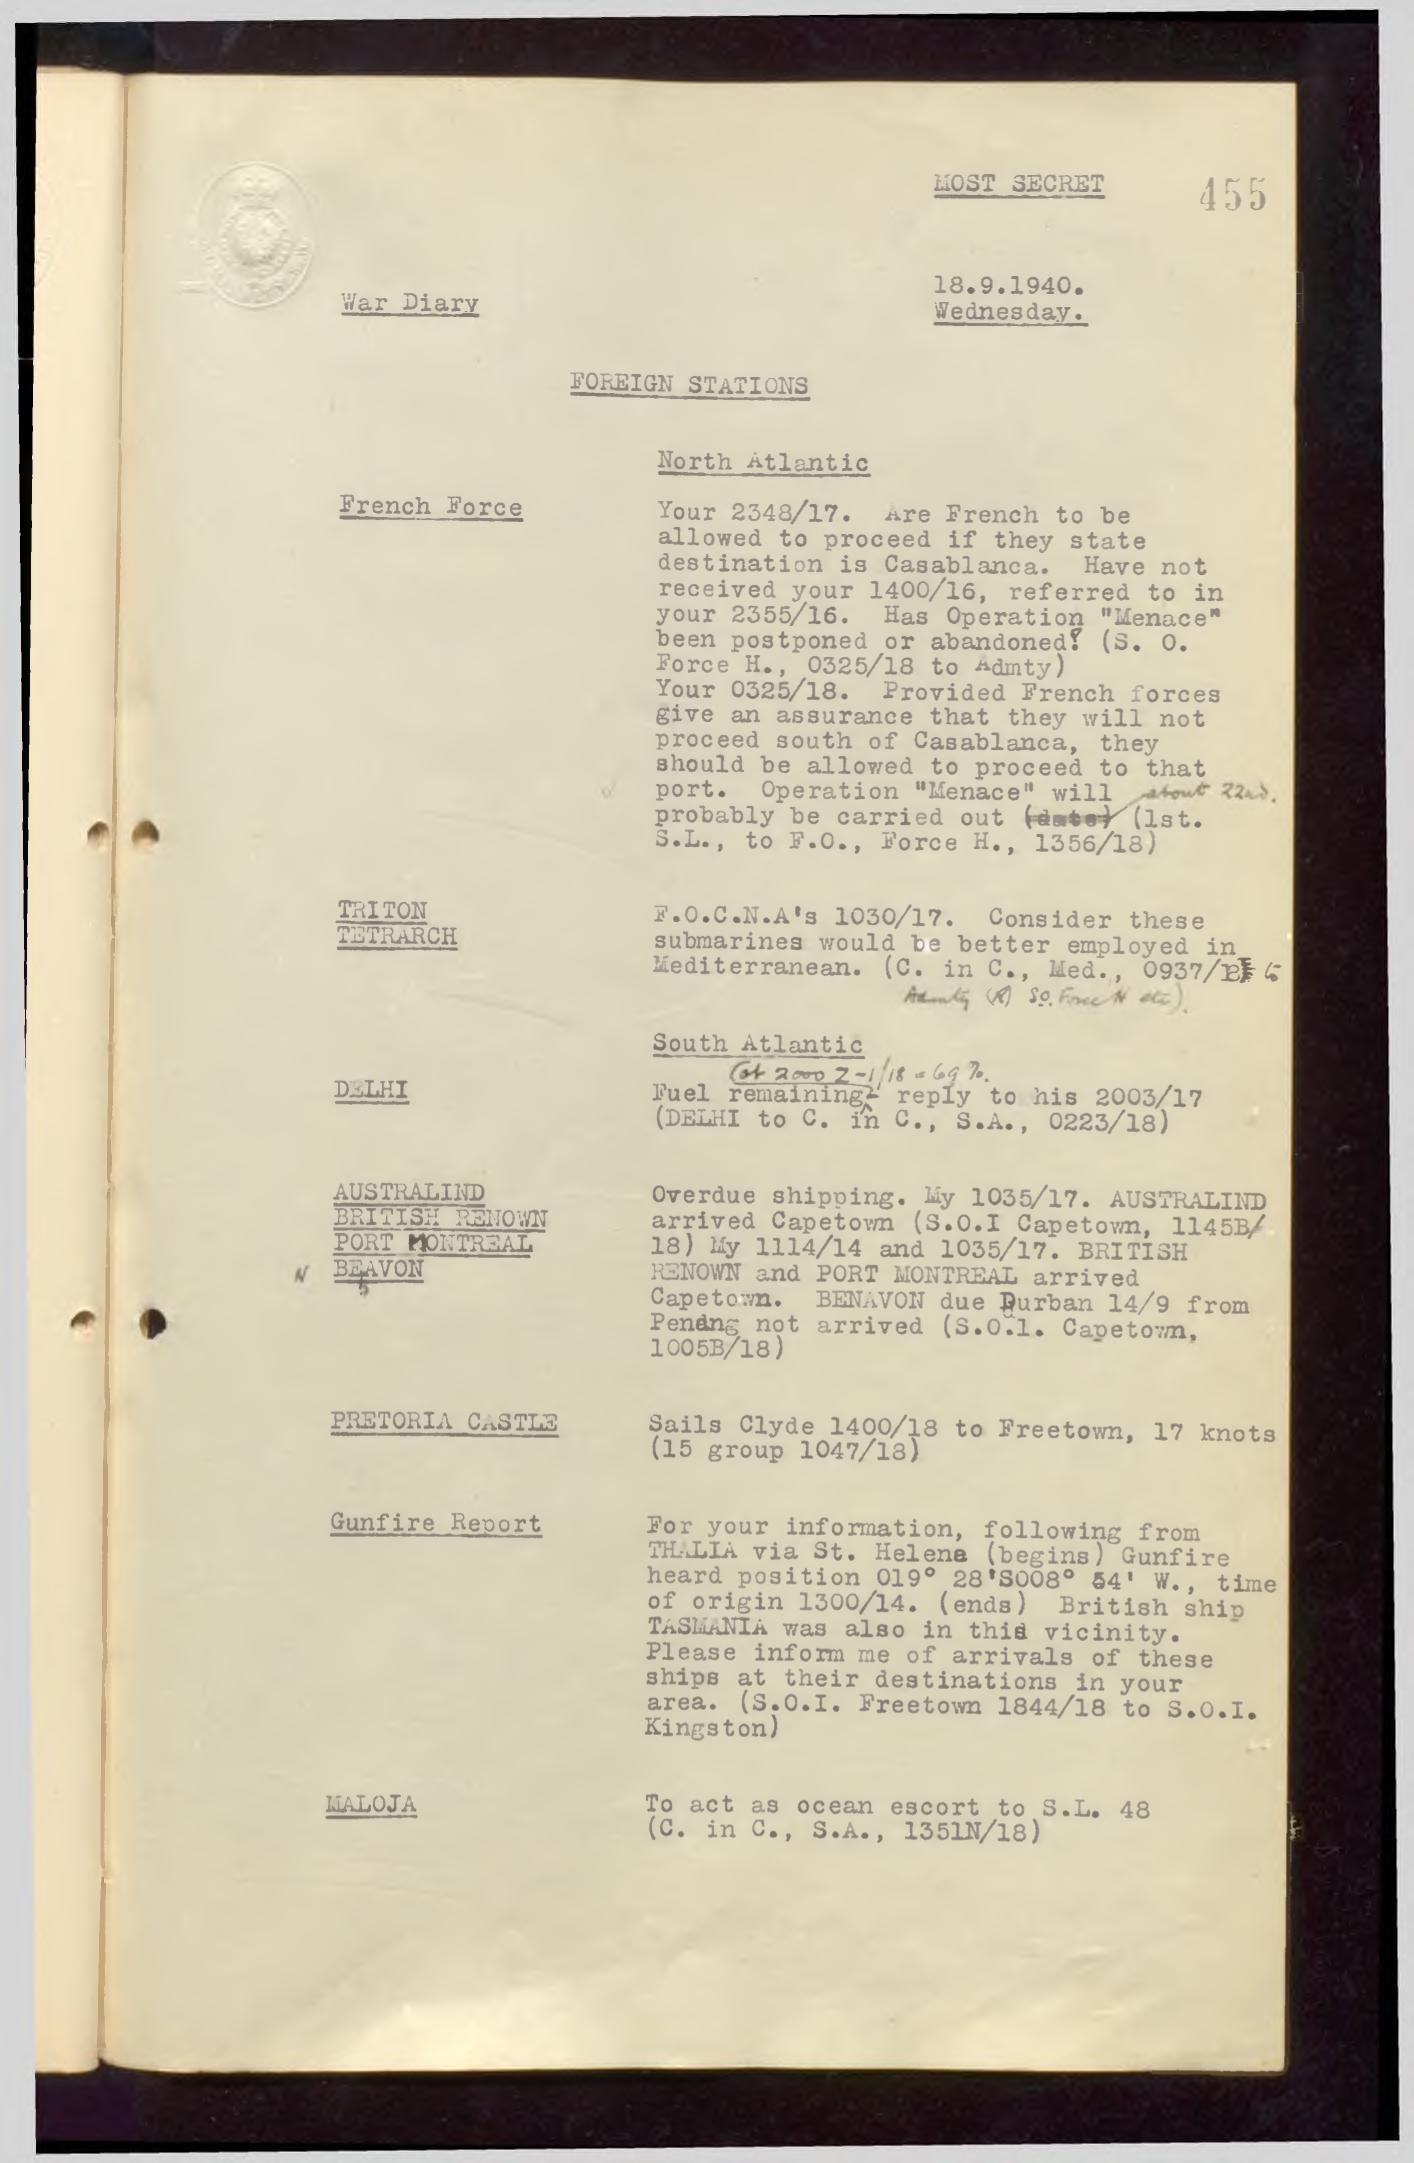 MOST SECRET
455
18.9.1940.
War Diary
Wednesday.
FOREIGN STATIONS
North Atlantic
French Force
Your 2348/17. Are French to be
allowed to proceed if they state
destination is Casablanca. Have not
received your 1400/16, referred to in
your 2355/16. Has Operation "Menace"
been postponed or abandoned? (S. O.
Force H., 0325/18 to Admty)
Your 0325/18. Provided French forces
give an assurance that they will not
proceed south of Casablanca, they
should be allowed to proceed to that
port. Operation "Menace" will about 22nd.
probably be carried out (date) (1st.
S.L., to F.O., Force H., 1356/18)
TRITON
TETRARCH
F.O.C.N.A's 1030/17. Consider these
submarines would be better employed in
Mediterranean. (C. in C., Med., 0937/
Admty (R) S.O. Force H etc).
South Atlantic
(at 2000 Z-1/18 = 69%.
DELHI
Fuel remaining reply to his 2003/17
(DELHI to C. in C., S.A., 0223/18)
AUSTRALIND
BRITISH RENOWN
PORT MONTREAL
N BEAVON
Overdue shipping. My 1035/17. AUSTRALIND
arrived Capetown (S.O.I Capetown, 1145B/
18) My 1114/14 and 1035/17. BRITISH
RENOWN and PORT MONTREAL arrived
Capetown. BENAVON due Durban 14/9 from
Penang not arrived (S.O.1. Capetown,
1005B/18)
PRETORIA CASTLE
Sails Clyde 1400/18 to Freetown, 17 knots
(15 group 1047/18)
Gunfire Report
For your information, following from
THALIA via St. Helena (begins) Gunfire
heard position 019° 28'S008° 54' W., time
of origin 1300/14. (ends) British ship
TASMANIA was also in this vicinity.
Please inform me of arrivals of these
ships at their destinations in your
area. (S.O.I. Freetown 1844/18 to S.O.I.
Kingston)
MALOJA
To act as ocean escort to S.L. 48
(C. in C., S.A., 1351N/18)